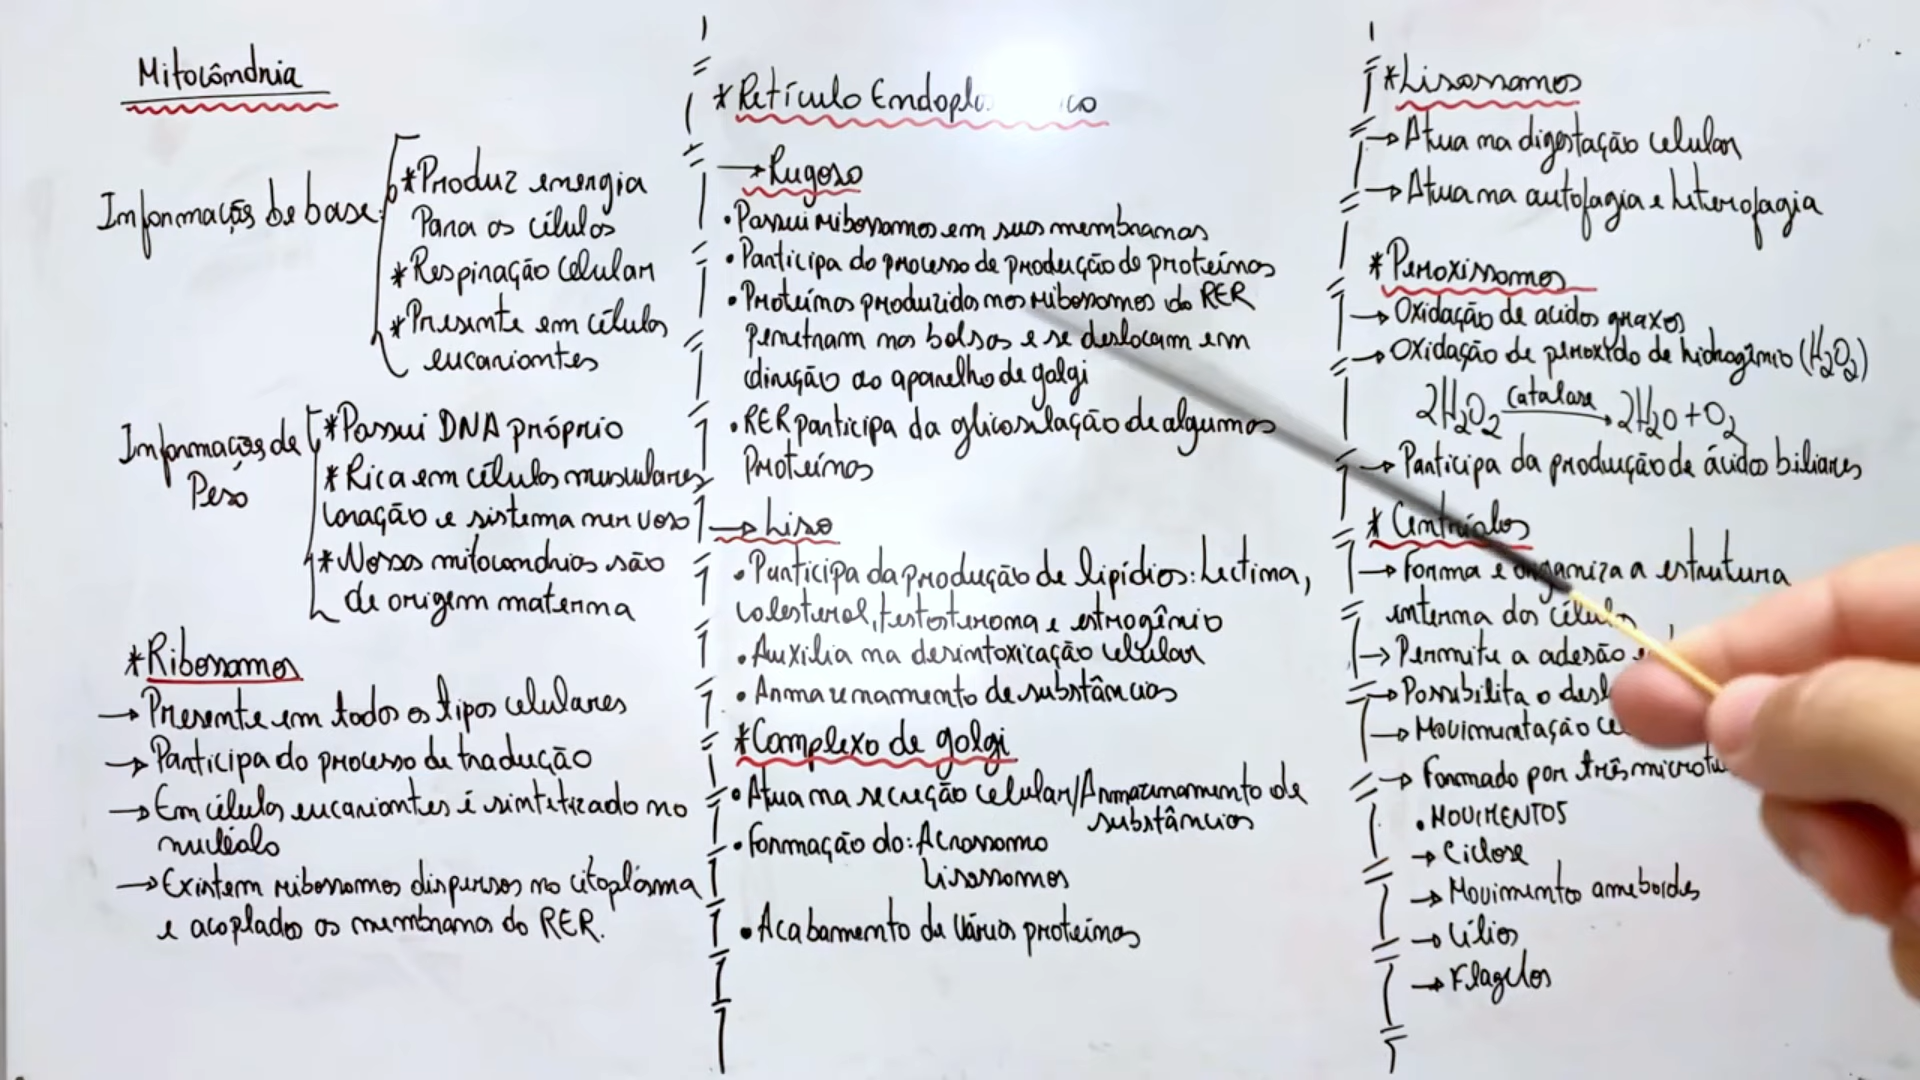 Mitocôndria
Informações de base:
*Produz energia
Para as células
*Respiração Celular
*Presente em células
eucariontes
Informações de
Peso
*Possui DNA próprio
*Rica em células musculares
coração e sistema nervoso
*Nossas mitocondrias são
de origem materna
*Ribossomos
→Presente em todos os tipos celulares
→Participa do processo de tradução
→Em células eucariontes é sintetizado no
nucléolo
→Existem ribossomos dispersos no citoplasma
e acoplados as membranas do RER.
*Retículo
→Rugoso
•Possui ribossomos em suas membranas
•Participa do processo de produção de proteínas
•Proteínas produzidas nos ribossomos do RER
Penetram nas bolsas e se deslocam em
direção ao aparelho de golgi
•RER participa da glicosilação de algumas
Proteínas
→Liso
•Participa da produção de lipídios: Lectina,
colesterol, testosterona e estrogênio
•Auxilia na desintoxicação celular
•Armazenamento de substâncias
*Complexo de golgi
•Atua na secreção celular/Armazenamento de
substâncias
•Formação do: Acrossomo
Lisossomos
•Acabamento de várias proteínas
*Lisossomos
→Atua na digestação celular
→Atua na autofagia e heterofagia
*Peroxissomos
→Oxidação de acidos graxos
→Oxidação de peroxido de hidrogênio (H₂O₂)
2H₂O₂ Catalase → 2H₂O + O₂
→Participa da produção de ácidos biliares
*Centríolos
→Forma e organiza a estrutura
interna das células
→Permite a adesão
→Possibilita o
→Movimentação
→Formado por três
•MOVIMENTOS
→Ciclose
→Movimento ameboides
→Cílios
→Flagelos